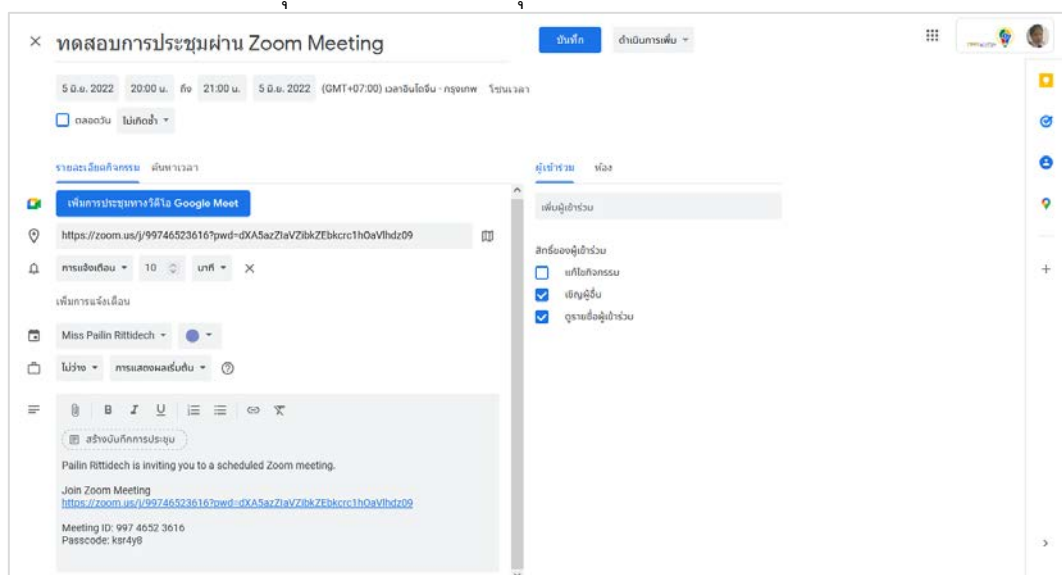 ทดสอบการประชุมผ่าน Zoom Meeting
บันทึก
ดำเนินการเพิ่ม
5 มิ.ย. 2022 20:00 น. ถึง 21:00 น. 5 มิ.ย. 2022 (GMT+07:00) เวลาอินโดจีน - กรุงเทพ โซนเวลา
ตลอดวัน ไม่เกิดซ้ำ
รายละเอียดกิจกรรม ค้นหาเวลา
เพิ่มการประชุมทางวิดีโอ Google Meet
https://zoom.us/j/99746523616?pwd=dXA5azZIaVZibkZEbkcrc1hOaVlhdz09
การแจ้งเตือน 10 นาที
เพิ่มการแจ้งเตือน
Miss Pailin Rittidech
ไม่ว่าง การแสดงผลเริ่มต้น
B I U
สร้างบันทึกการประชุม
Pailin Rittidech is inviting you to a scheduled Zoom meeting.
Join Zoom Meeting
https://zoom.us/j/99746523616?pwd=dXA5azZIaVZibkZEbkcrc1hOaVlhdz09
Meeting ID: 997 4652 3616
Passcode: ksr4y8
ผู้เข้าร่วม ห้อง
เพิ่มผู้เข้าร่วม
สิทธิ์ของผู้เข้าร่วม
แก้ไขกิจกรรม
เชิญผู้อื่น
ดูรายชื่อผู้เข้าร่วม